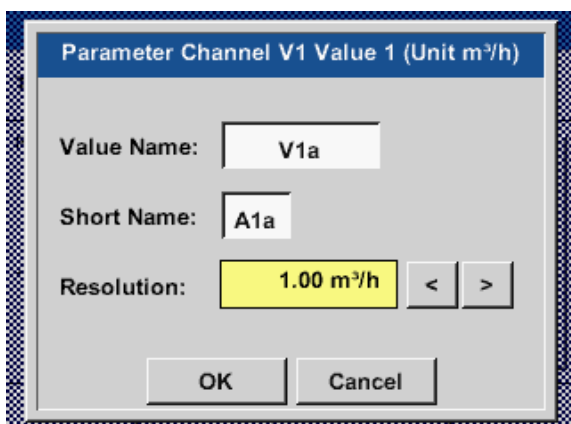 Parameter Channel V1 Value 1 (Unit m³/h)
Value Name: V1a
Short Name: A1a
Resolution: 1.00 m³/h < >
OK Cancel